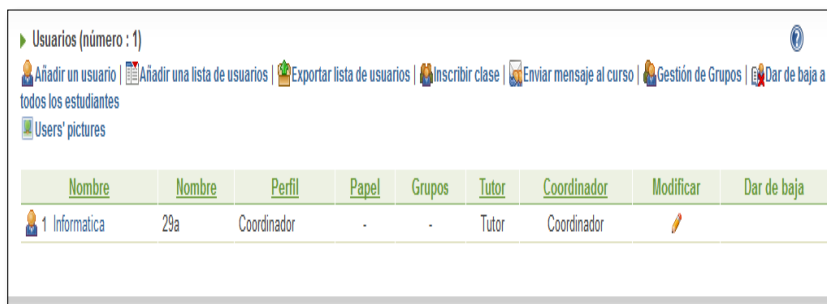 Usuarios (número : 1)
Añadir un usuario | Añadir una lista de usuarios | Exportar lista de usuarios | Inscribir clase | Enviar mensaje al curso | Gestión de Grupos | Dar de baja a
todos los estudiantes
Users' pictures
Nombre Nombre Perfil Papel Grupos Tutor Coordinador Modificar Dar de baja
1 Informatica 29a Coordinador - - Tutor Coordinador